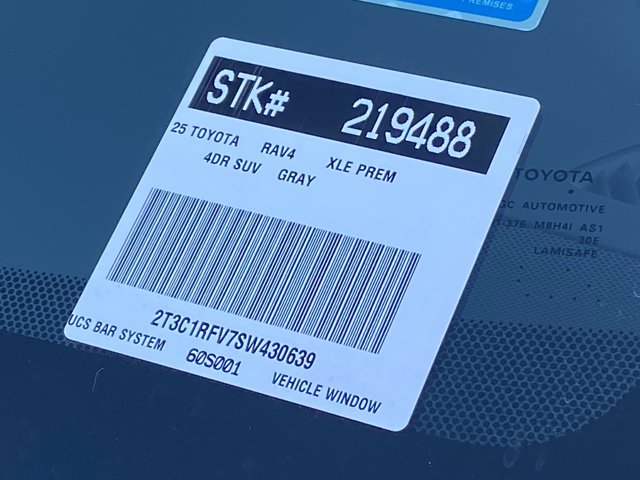 PREMISES.
STK# 219488
25 TOYOTA RAV4 XLE PREM
4DR SUV GRAY
2T3C1RFV7SW430639
UCS BAR SYSTEM 60S001 VEHICLE WINDOW
TOYOTA
AUTOMOTIVE
M8H4I AS1
30E
LAMISAFE